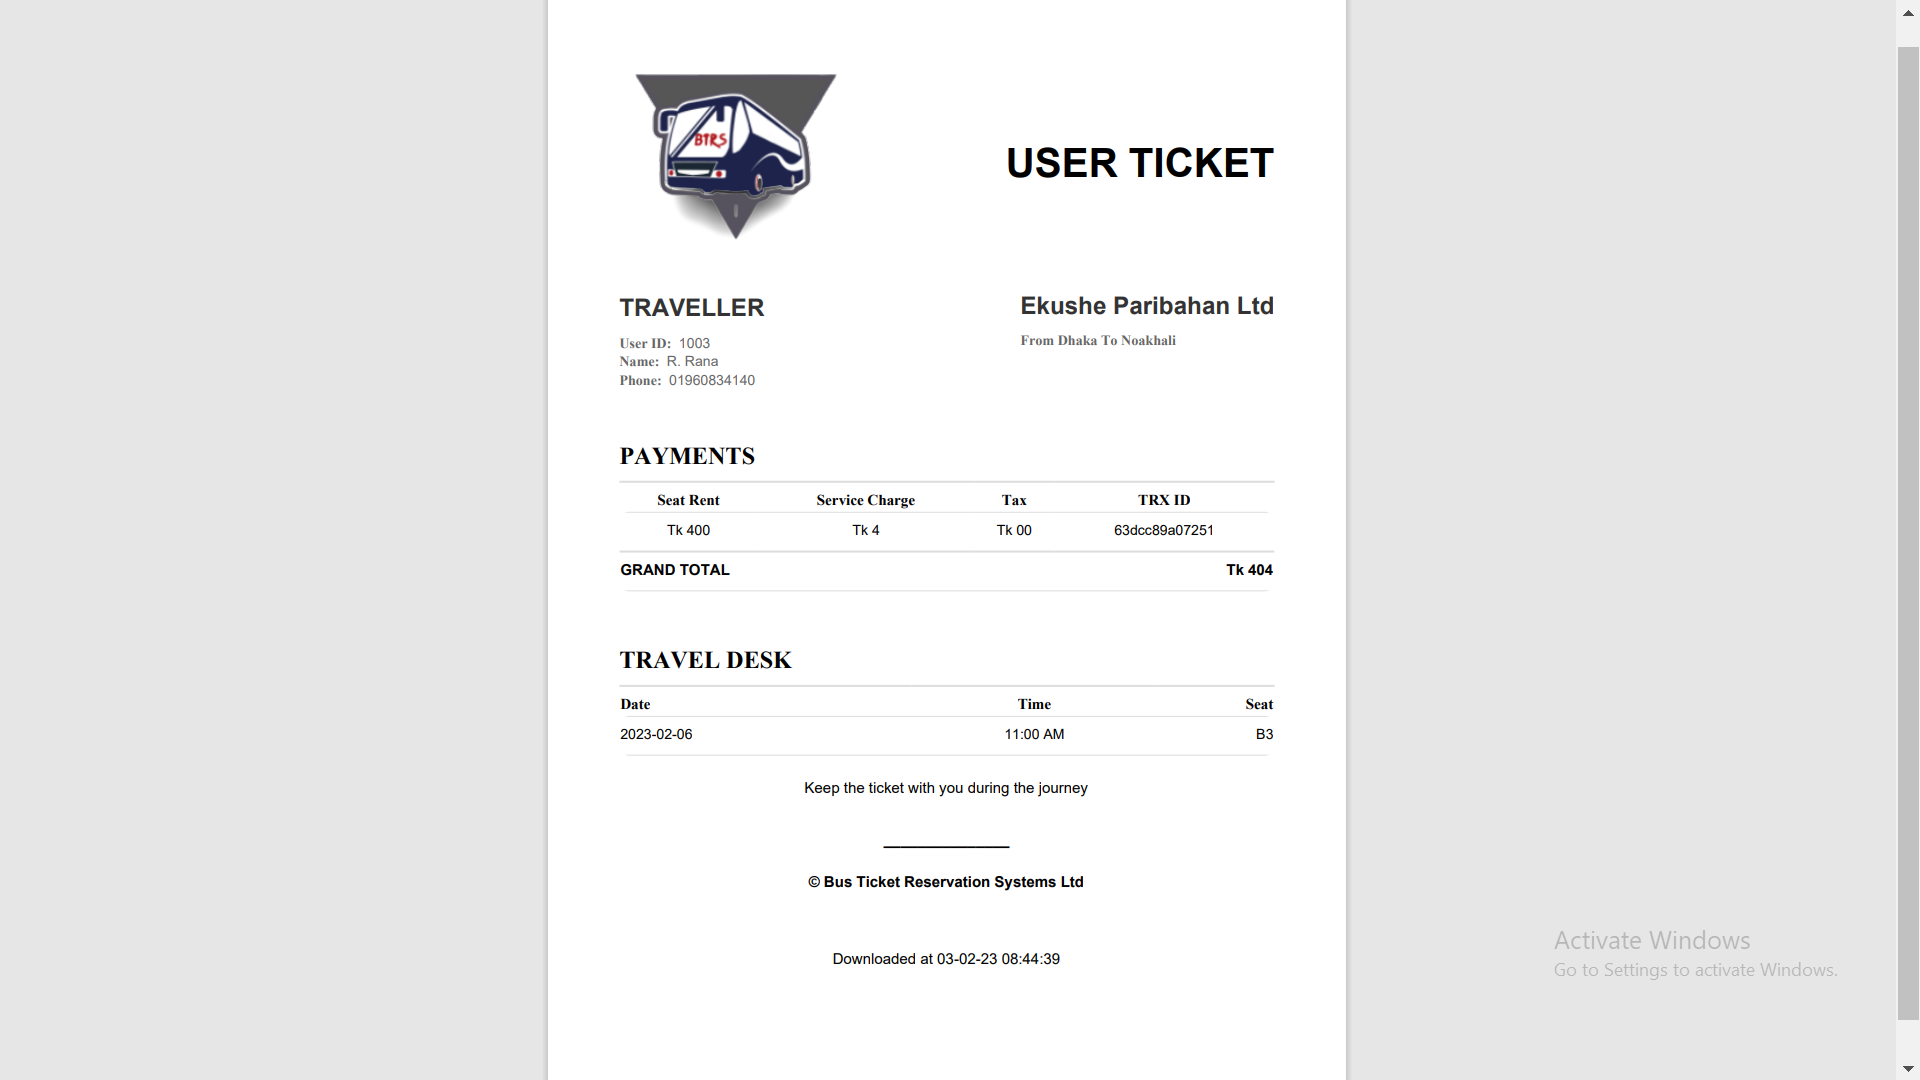 BTRS
USER TICKET
TRAVELLER
User ID: 1003
Name: R. Rana
Phone: 01960834140
Ekushe Paribahan Ltd
From Dhaka To Noakhali
PAYMENTS
Seat Rent Service Charge Tax TRX ID
Tk 400 Tk 4 Tk 00 63dcc89a07251
GRAND TOTAL Tk 404
TRAVEL DESK
Date Time Seat
2023-02-06 11:00 AM B3
Keep the ticket with you during the journey
© Bus Ticket Reservation Systems Ltd
Downloaded at 03-02-23 08:44:39
Activate Windows
Go to Settings to activate Windows.